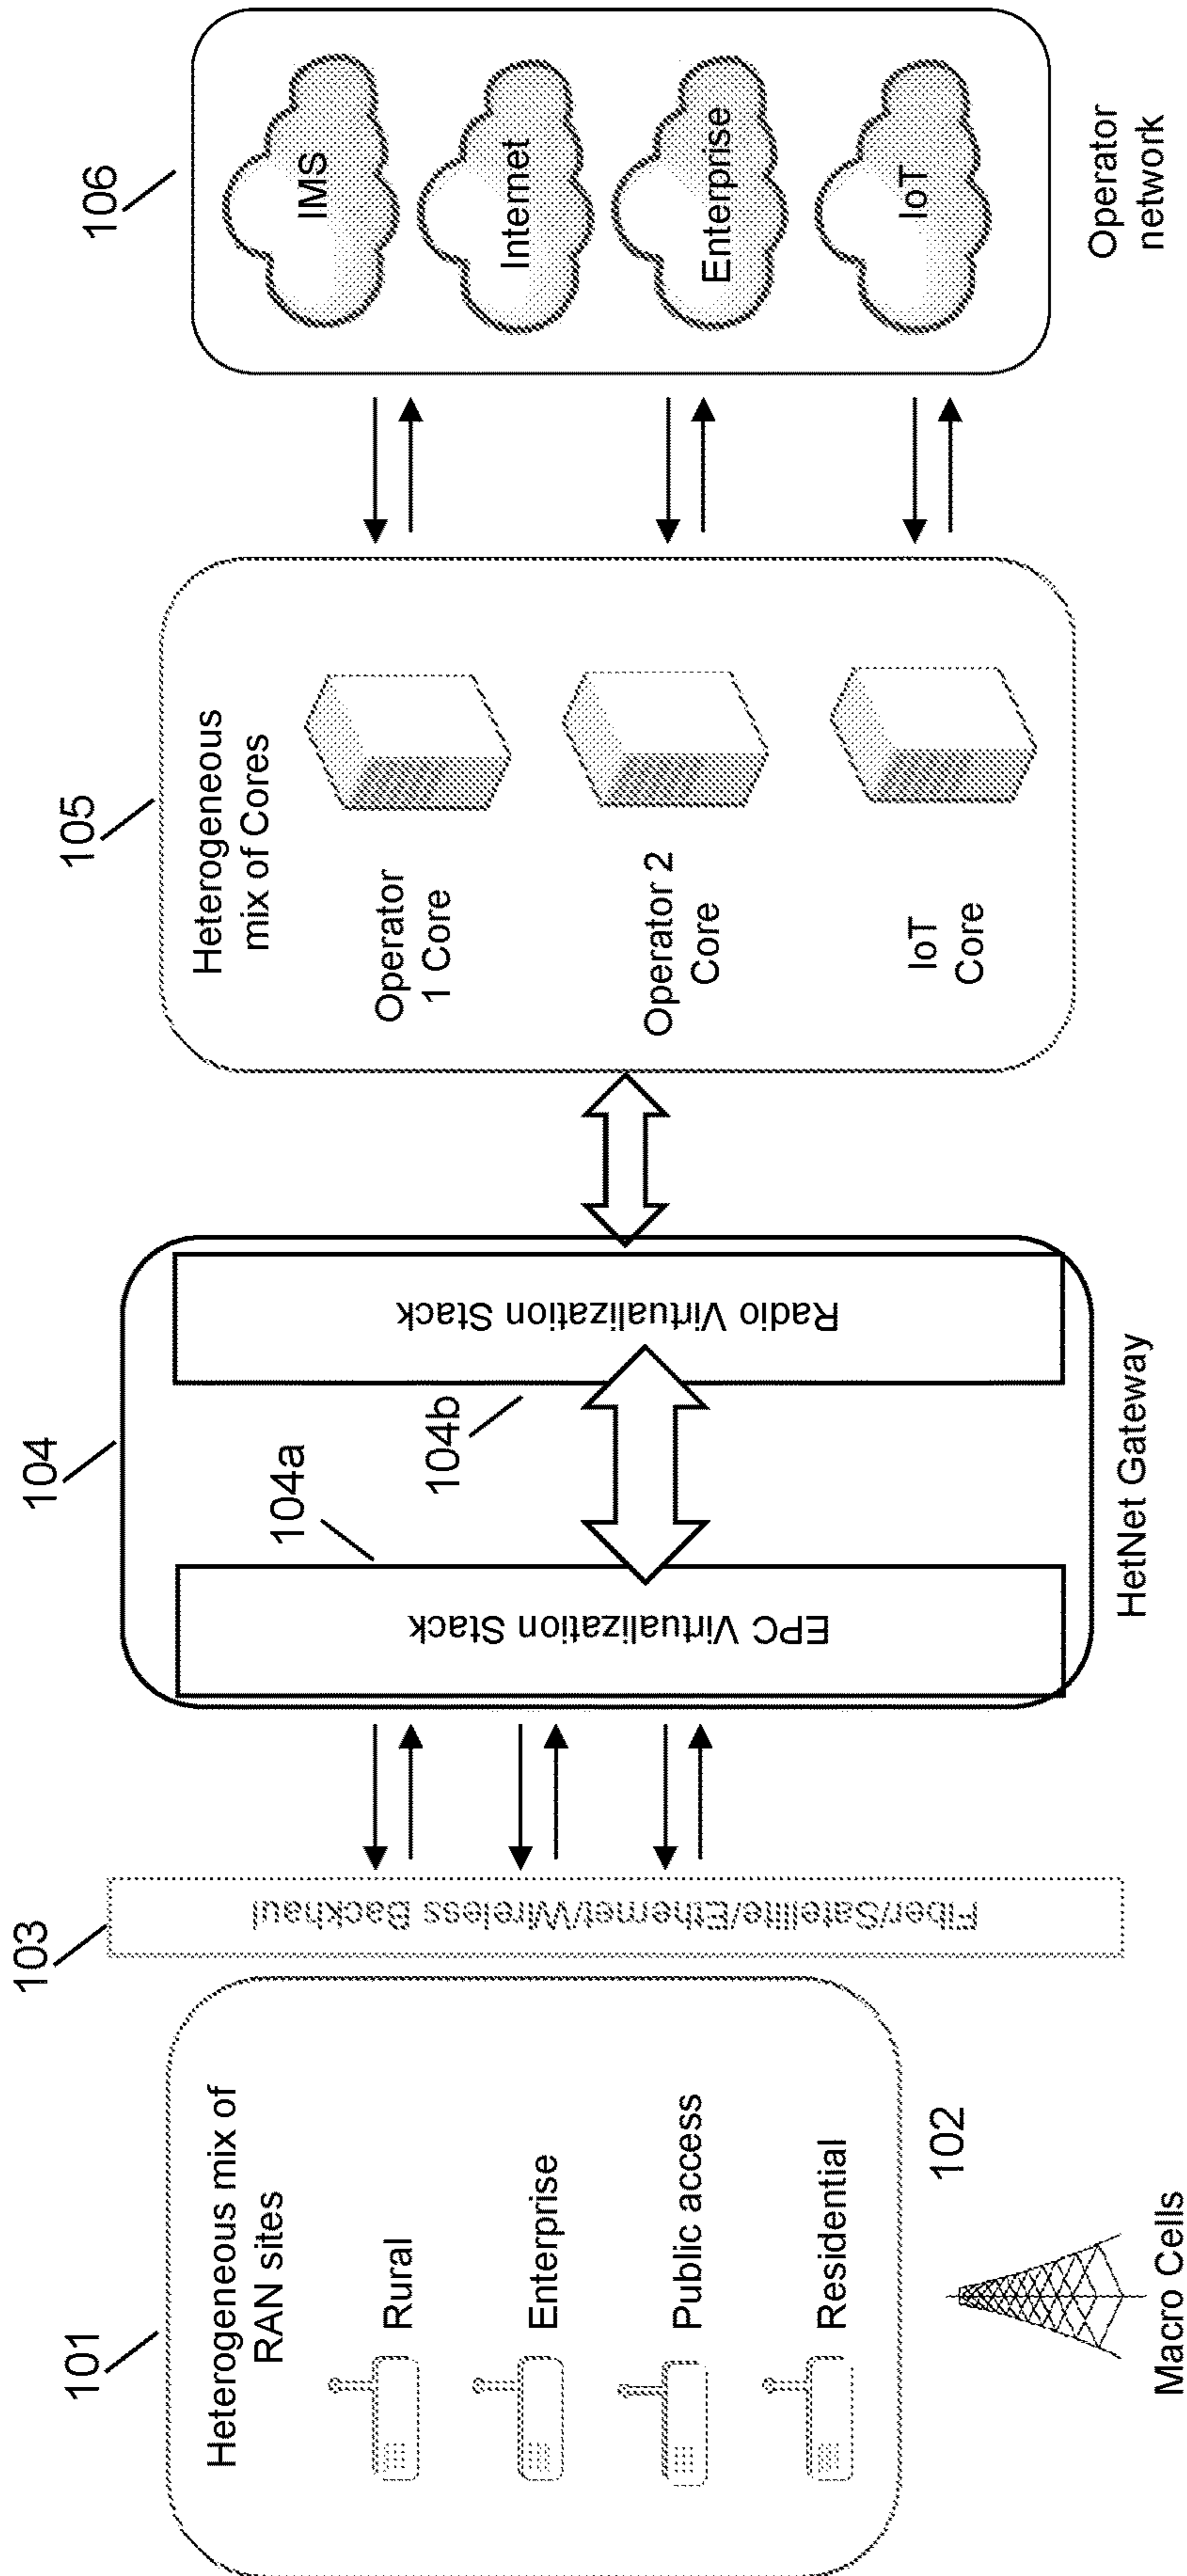 101
Heterogeneous mix of
RAN sites
Rural
Enterprise
Public access
Residential
102
Macro Cells
103
Fiber/Satellite/Ethernet/Wireless Backhaul
104
104a
EPC Virtualization Stack
104b
Radio Virtualization Stack
HetNet Gateway
105
Heterogeneous
mix of Cores
Operator
1 Core
Operator 2
Core
IoT
Core
106
IMS
Internet
Enterprise
IoT
Operator
network